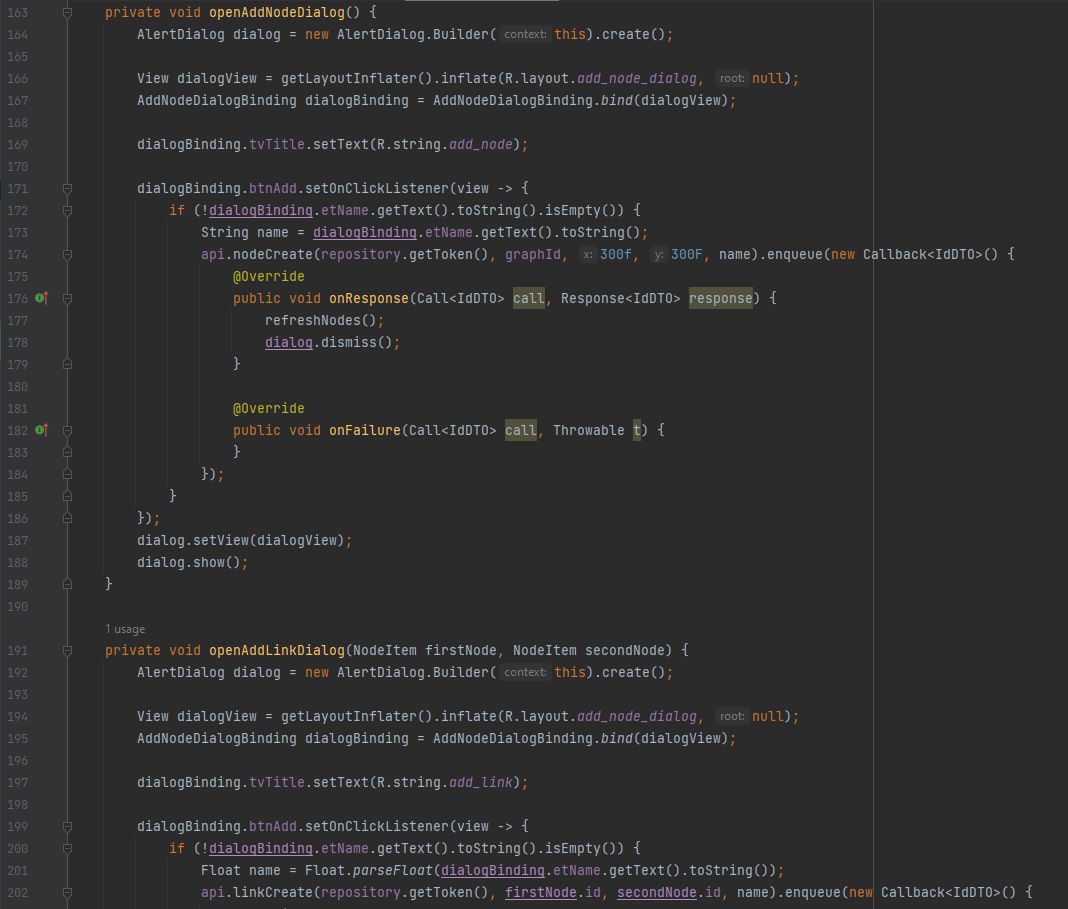 163 private void openAddNodeDialog() {
164 AlertDialog dialog = new AlertDialog.Builder( context: this).create();
165
166 View dialogView = getLayoutInflater().inflate(R.layout.add_node_dialog, root: null);
167 AddNodeDialogBinding dialogBinding = AddNodeDialogBinding.bind(dialogView);
168
169 dialogBinding.tvTitle.setText(R.string.add_node);
170
171 dialogBinding.btnAdd.setOnClickListener(view -> {
172 if (!dialogBinding.etName.getText().toString().isEmpty()) {
173 String name = dialogBinding.etName.getText().toString();
174 api.nodeCreate(repository.getToken(), graphId, x: 300f, y: 300F, name).enqueue(new Callback<IdDTO>() {
175 @Override
176 public void onResponse(Call<IdDTO> call, Response<IdDTO> response) {
177 refreshNodes();
178 dialog.dismiss();
179 }
180
181 @Override
182 public void onFailure(Call<IdDTO> call, Throwable t) {
183 }
184 });
185 }
186 });
187 dialog.setView(dialogView);
188 dialog.show();
189 }
190
1 usage
191 private void openAddLinkDialog(NodeItem firstNode, NodeItem secondNode) {
192 AlertDialog dialog = new AlertDialog.Builder( context: this).create();
193
194 View dialogView = getLayoutInflater().inflate(R.layout.add_node_dialog, root: null);
195 AddNodeDialogBinding dialogBinding = AddNodeDialogBinding.bind(dialogView);
196
197 dialogBinding.tvTitle.setText(R.string.add_link);
198
199 dialogBinding.btnAdd.setOnClickListener(view -> {
200 if (!dialogBinding.etName.getText().toString().isEmpty()) {
201 Float name = Float.parseFloat(dialogBinding.etName.getText().toString());
202 api.linkCreate(repository.getToken(), firstNode.id, secondNode.id, name).enqueue(new Callback<IdDTO>() {